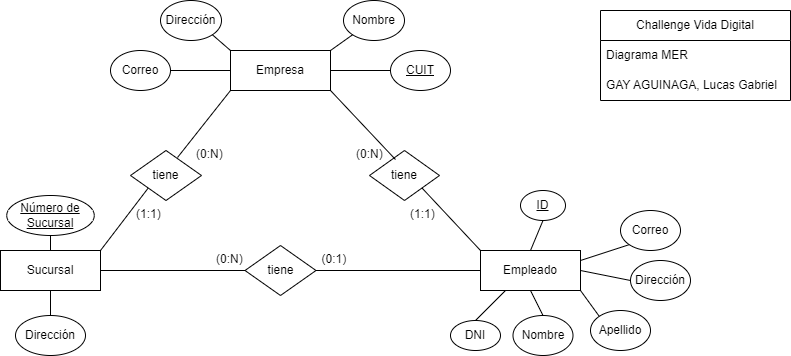 Dirección
Nombre
Challenge Vida Digital
Diagrama MER
GAY AGUINAGA, Lucas Gabriel
Correo
Empresa
CUIT
(0:N)
(0:N)
tiene
tiene
(1:1)
(1:1)
Número de
Sucursal
ID
Correo
Sucursal
(0:N)
tiene
(0:1)
Empleado
Dirección
Dirección
DNI
Nombre
Apellido